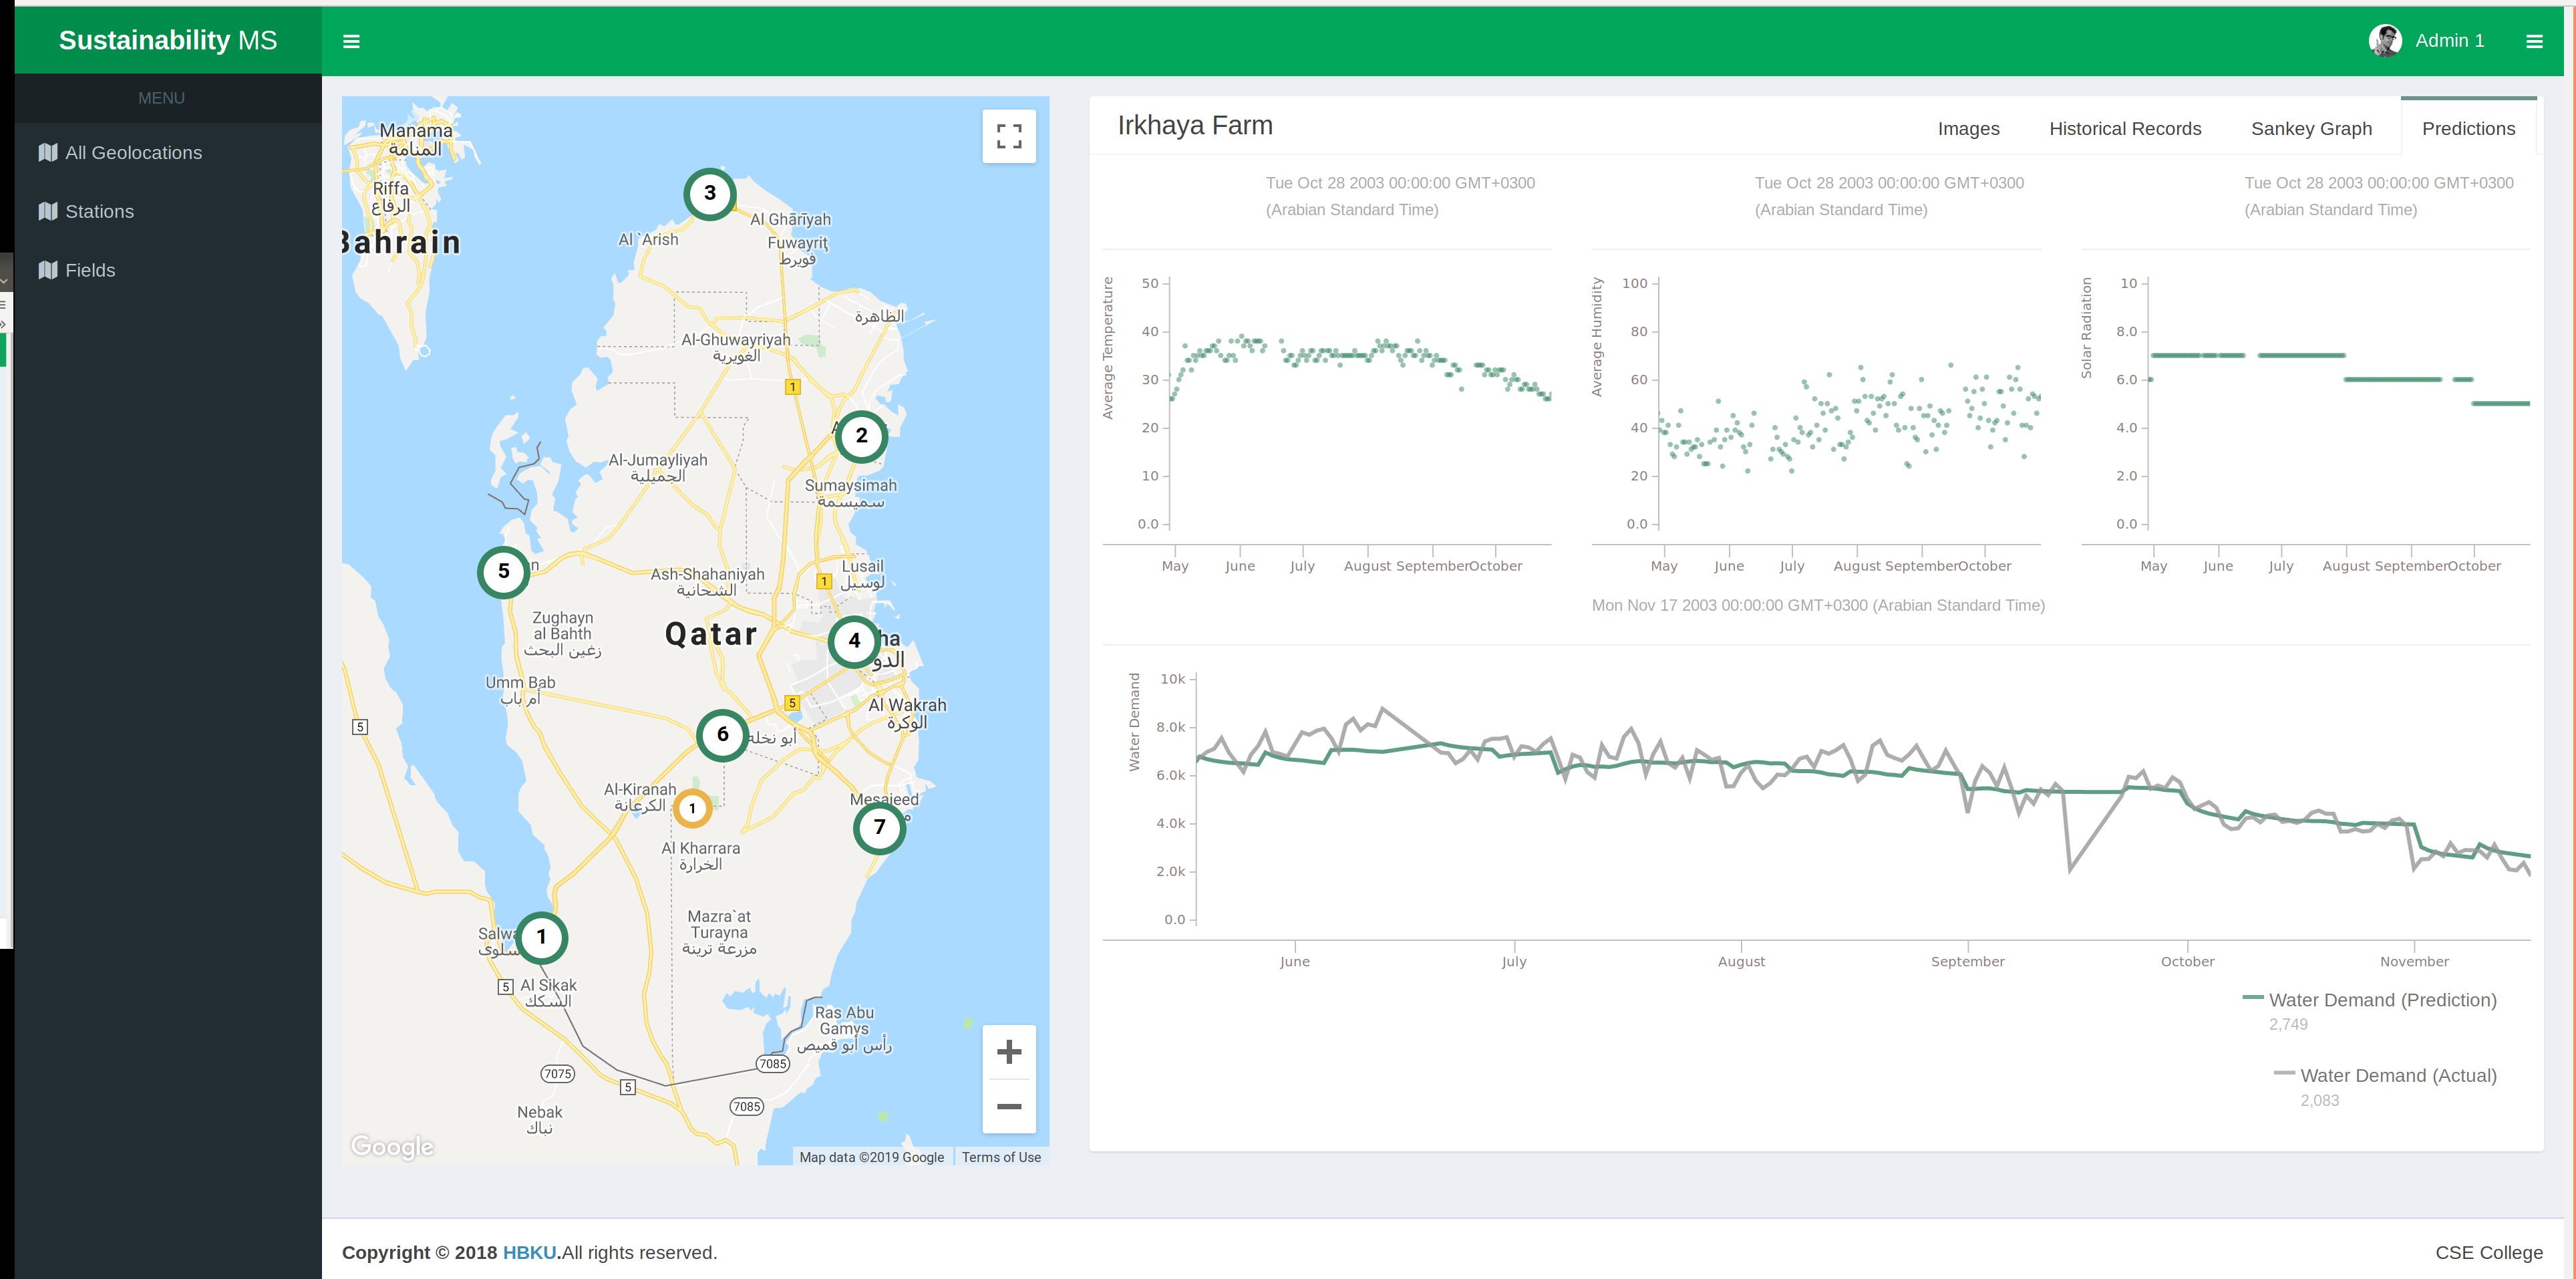 Sustainability MS
Admin 1
MENU
All Geolocations
Stations
Fields
Manama
المنامة
Riffa
الرفاع
Bahrain
3
Al Ghārīyah
Al `Arish
Fuwayriţ
فويرط
الظاهرة
Al-Ghuwayriyah
الغويرية
1
2
Al-Jumayliyah
الجميلية
Sumaysimah
سميسمة
5
Ash-Shahaniyah
الشحانية
1
Lusail
لوسيل
Zughayn
al Bahth
زغين البحث
Qatar
4
ha
الدو
Umm Bab
أم باب
5
5
Al Wakrah
الوكرة
6
أبو نخلة
Al-Kiranah
الكرعانة
1
Mesaieed
7
Al Kharrara
الخرارة
Mazra`at
Turayna
مزرعة ترينة
Salwa
سلوى
1
5
Al Sikak
السكك
Ras Abu
Gamys
رأس أبو قميص
7075
5
7085
7085
Nebak
نباك
Google
Map data ©2019 Google
Terms of Use
Irkhaya Farm
Images
Historical Records
Sankey Graph
Predictions
Tue Oct 28 2003 00:00:00 GMT+0300
(Arabian Standard Time)
Average Temperature
50
40
30
20
10
0.0
May June July August September October
Tue Oct 28 2003 00:00:00 GMT+0300
(Arabian Standard Time)
Average Humidity
100
80
60
40
20
0.0
May June July August September October
Tue Oct 28 2003 00:00:00 GMT+0300
(Arabian Standard Time)
Solar Radiation
10
8.0
6.0
4.0
2.0
0.0
May June July August September October
Mon Nov 17 2003 00:00:00 GMT+0300 (Arabian Standard Time)
Water Demand
10k
8.0k
6.0k
4.0k
2.0k
0.0
June July August September October November
Water Demand (Prediction)
2,749
Water Demand (Actual)
2,083
Copyright © 2018 HBKU.All rights reserved.
CSE College